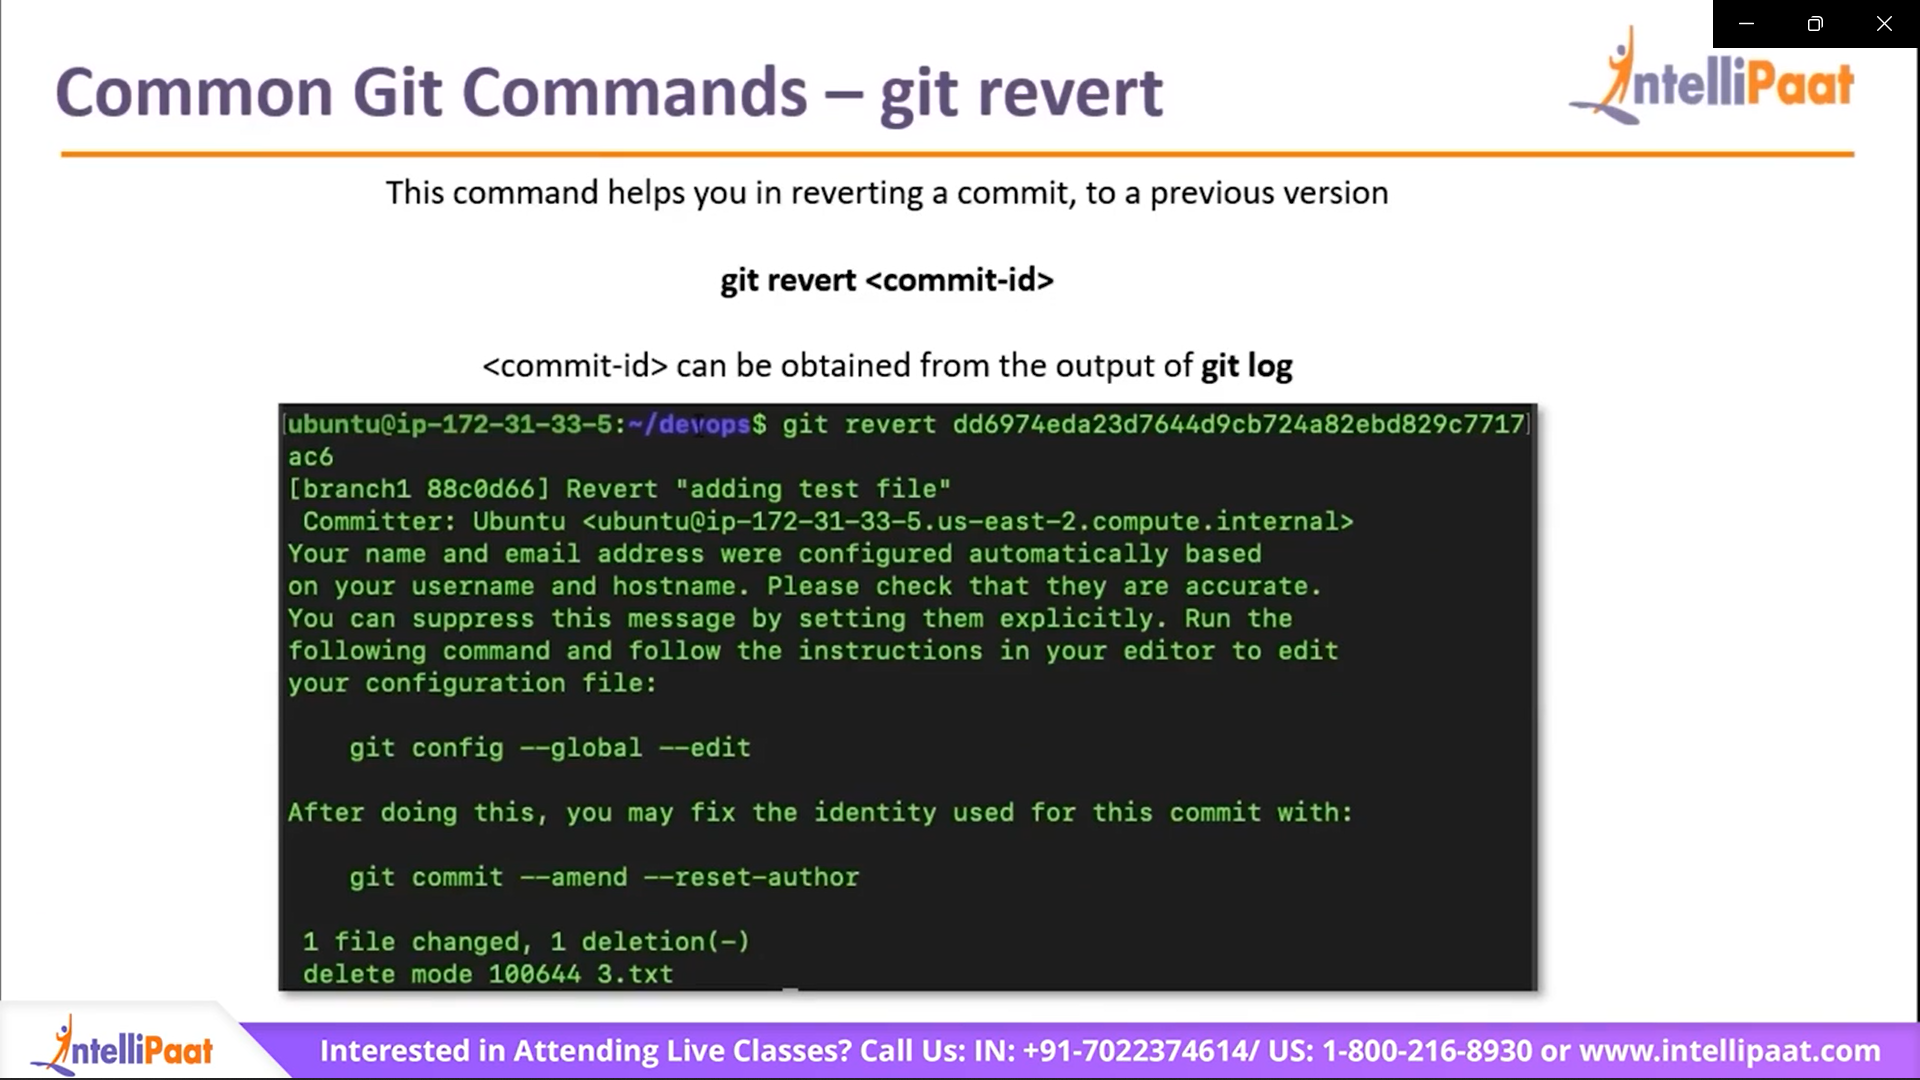 Common Git Commands – git revert
IntelliPaat
This command helps you in reverting a commit, to a previous version
git revert <commit-id>
<commit-id> can be obtained from the output of git log
ubuntu@ip-172-31-33-5:~/devops$ git revert dd6974eda23d7644d9cb724a82ebd829c7717
ac6
[branch1 88c0d66] Revert "adding test file"
Committer: Ubuntu <ubuntu@ip-172-31-33-5.us-east-2.compute.internal>
Your name and email address were configured automatically based
on your username and hostname. Please check that they are accurate.
You can suppress this message by setting them explicitly. Run the
following command and follow the instructions in your editor to edit
your configuration file:
git config --global --edit
After doing this, you may fix the identity used for this commit with:
git commit --amend --reset-author
1 file changed, 1 deletion(-)
delete mode 100644 3.txt
IntelliPaat
Interested in Attending Live Classes? Call Us: IN: +91-7022374614/ US: 1-800-216-8930 or www.intellipaat.com